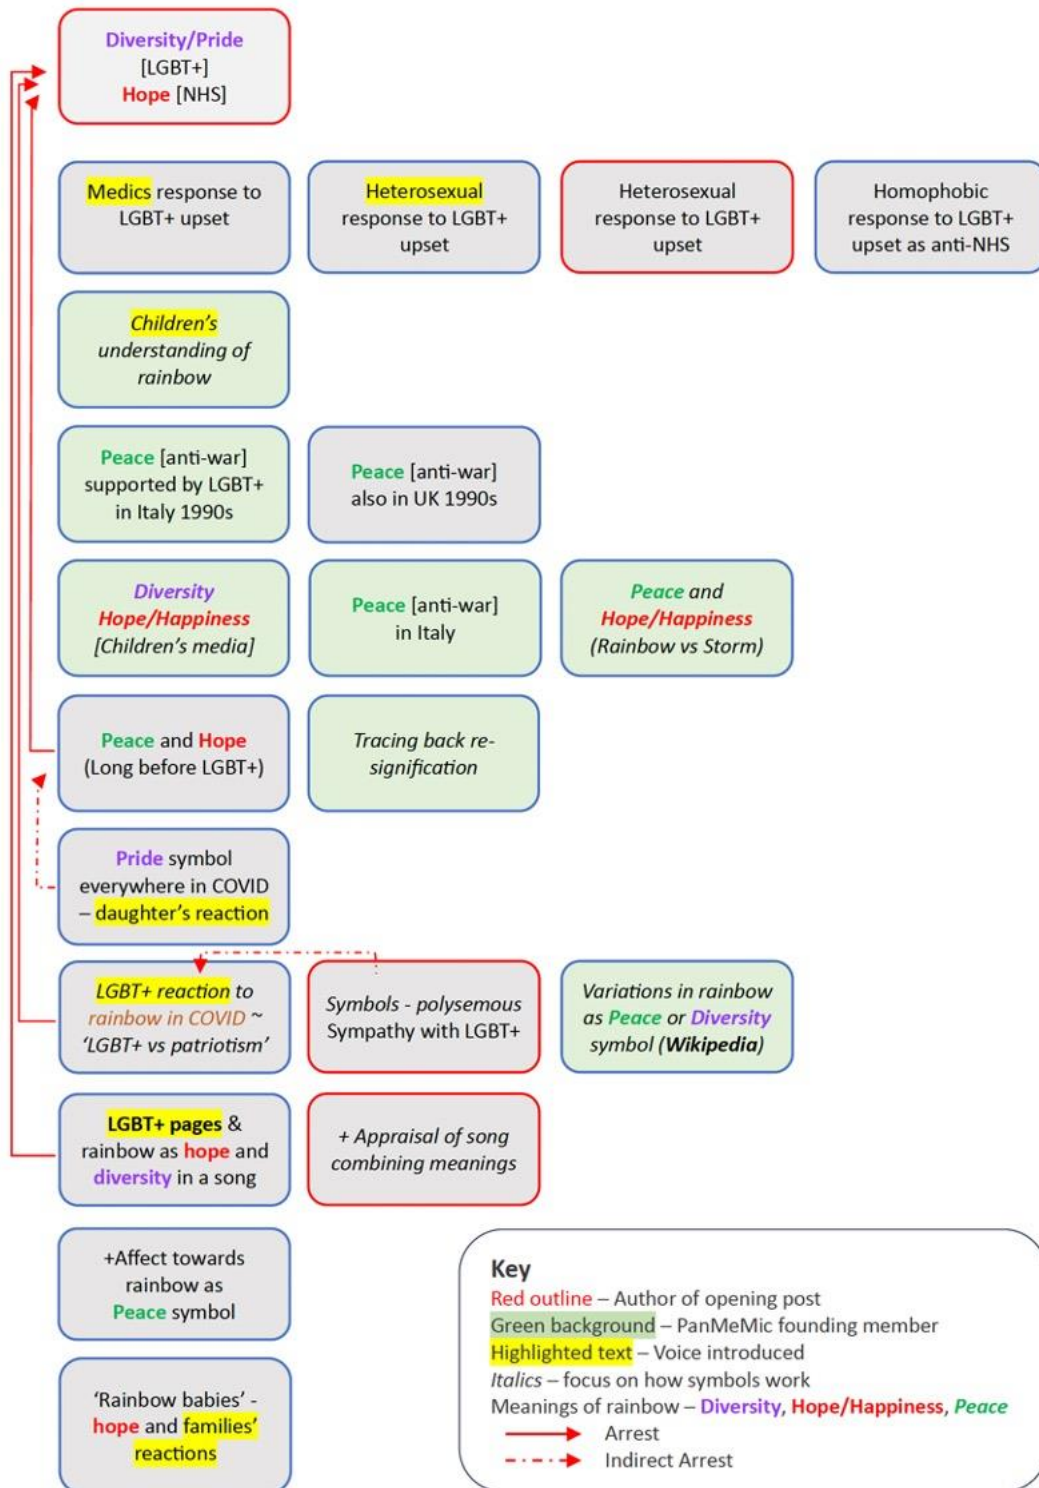 Diversity/Pride
[LGBT+]
Hope [NHS]
Medics response to
LGBT+ upset
Heterosexual
response to LGBT+
upset
Heterosexual
response to LGBT+
upset
Homophobic
response to LGBT+
upset as anti-NHS
Children's
understanding of
rainbow
Peace [anti-war]
supported by LGBT+
in Italy 1990s
Peace [anti-war]
also in UK 1990s
Diversity
Hope/Happiness
[Children's media]
Peace [anti-war]
in Italy
Peace and
Hope/Happiness
(Rainbow vs Storm)
Peace and Hope
(Long before LGBT+)
Tracing back re-
signification
Pride symbol
everywhere in COVID
– daughter's reaction
LGBT+ reaction to
rainbow in COVID ~
'LGBT+ vs patriotism'
Symbols - polysemous
Sympathy with LGBT+
Variations in rainbow
as Peace or Diversity
symbol (Wikipedia)
LGBT+ pages &
rainbow as hope and
diversity in a song
+ Appraisal of song
combining meanings
+Affect towards
rainbow as
Peace symbol
'Rainbow babies' -
hope and families'
reactions
Key
Red outline – Author of opening post
Green background – PanMeMic founding member
Highlighted text – Voice introduced
Italics – focus on how symbols work
Meanings of rainbow – Diversity, Hope/Happiness, Peace
Arrest
Indirect Arrest